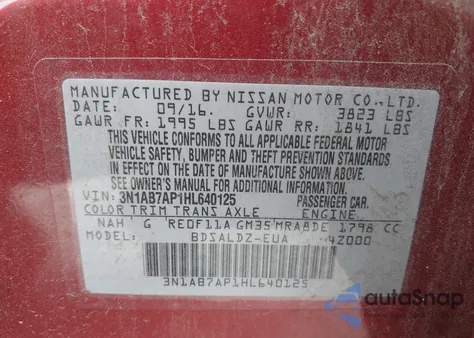 MANUFACTURED BY NISSAN MOTOR CO.,LTD.
DATE: 09/16. GVWR: 3823 LBS
GAWR FR: 1995 LBS GAWR RR: 1841 LBS
THIS VEHICLE CONFORMS TO ALL APPLICABLE FEDERAL MOTOR
VEHICLE SAFETY, BUMPER AND THEFT PREVENTION STANDARDS
IN EFFECT ON THE DATE OF MANUFACTURE SHOWN ABOVE.
SEE OWNER'S MANUAL FOR ADDITIONAL INFORMATION.
VIN: 3N1AB7AP1HL640125 PASSENGER CAR.
COLOR TRIM TRANS AXLE ENGINE.
NAH G RE0F11A GM35 MRA8DE 1798 CC
MODEL: BDSALDZ-EUA 4Z000
3N1AB7AP1HL640125
autoSnap